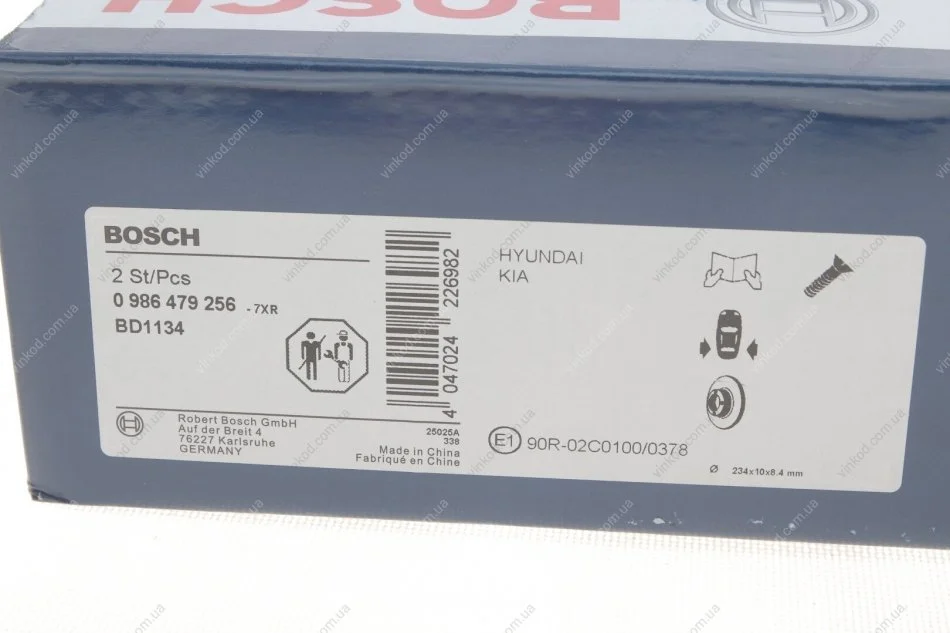 BOSCH
BOSCH
2 St/Pcs
0 986 479 256 - 7XR
BD1134
4 047024 226982
HYUNDAI
KIA
Robert Bosch GmbH
Auf der Breit 4
76227 Karlsruhe
GERMANY
25025A
338
Made in China
Fabriqué en Chine
E1 90R-02C0100/0378
Ø 234x10x8.4 mm
vinkod.com.ua